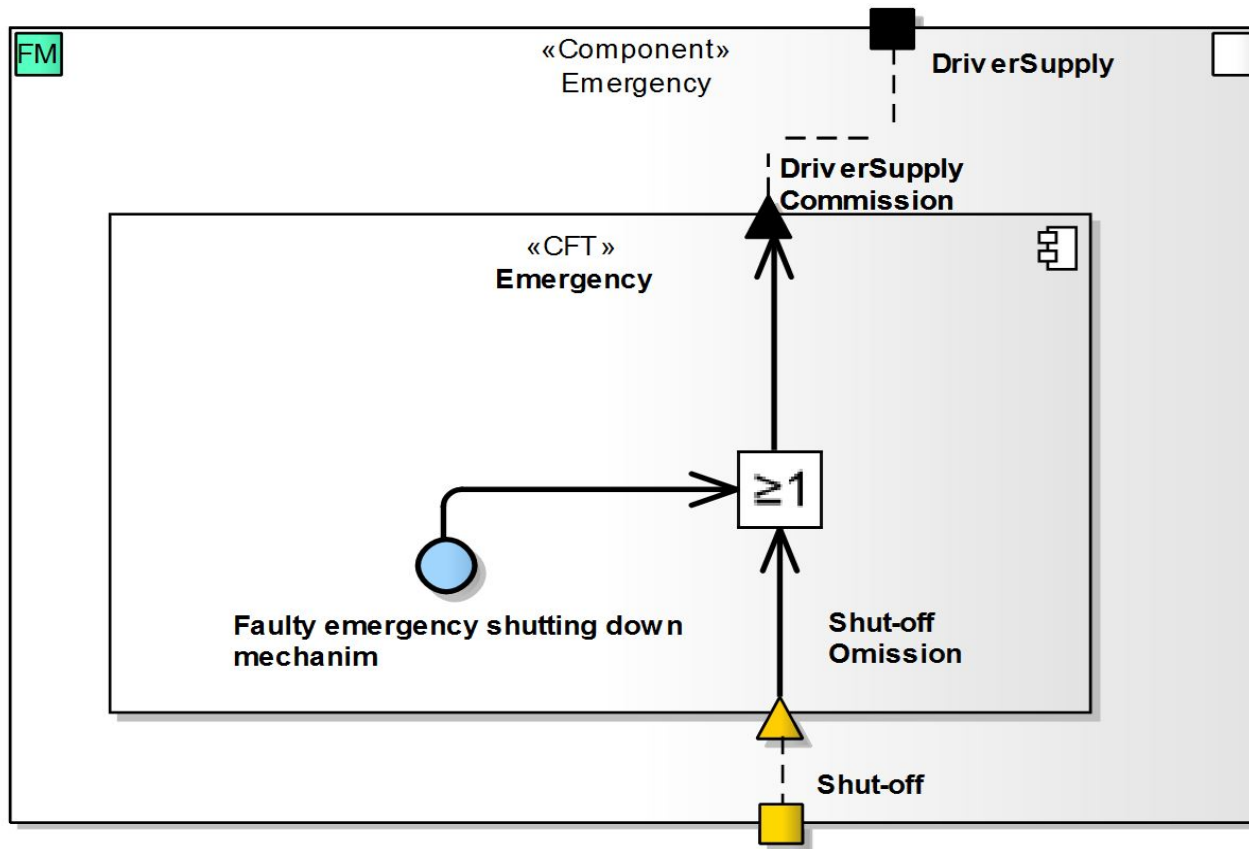 FM
«Component»
Emergency
DriverSupply
DriverSupply
Commission
«CFT»
Emergency
≥1
Faulty emergency shutting down
mechanim
Shut-off
Omission
Shut-off